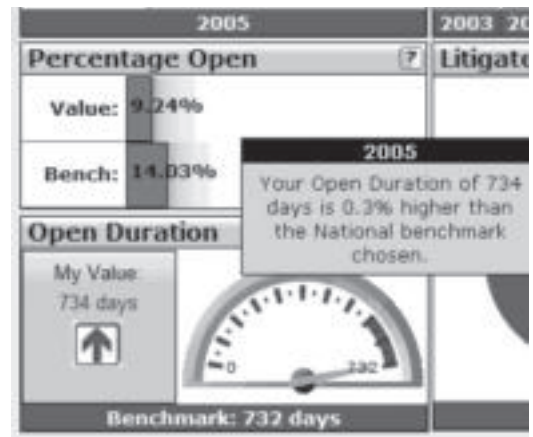 2005
2003 20
Percentage Open ?
Litigat
Value: 9.24%
Bench: 14.03%
2005
Your Open Duration of 734
days is 0.3% higher than
the National benchmark
chosen.
Open Duration
My Value:
734 days
0
732
Benchmark: 732 days